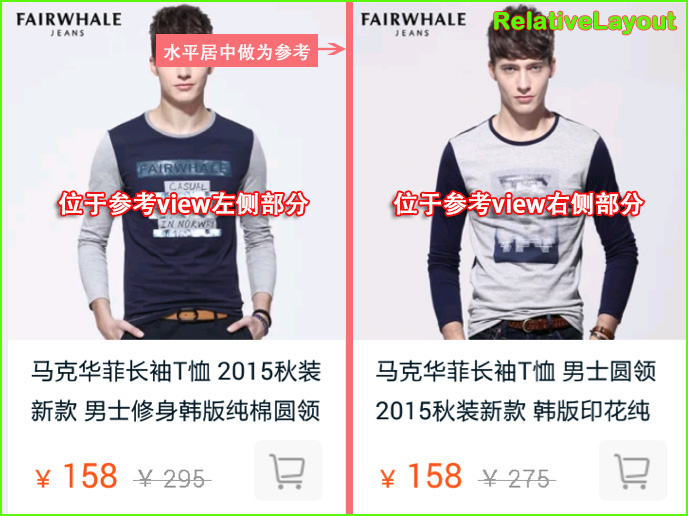 FAIRWHALE
JEANS
水平居中做为参考
FAIRWHALE
JEANS
RelativeLayout
FAIRWHALE
CASUAL
IN NORWEI
位于参考view左侧部分
位于参考view右侧部分
马克华菲长袖T恤 2015秋装
新款 男士修身韩版纯棉圆领
¥ 158 ¥ 295
马克华菲长袖T恤 男士圆领
2015秋装新款 韩版印花纯
¥ 158 ¥ 275